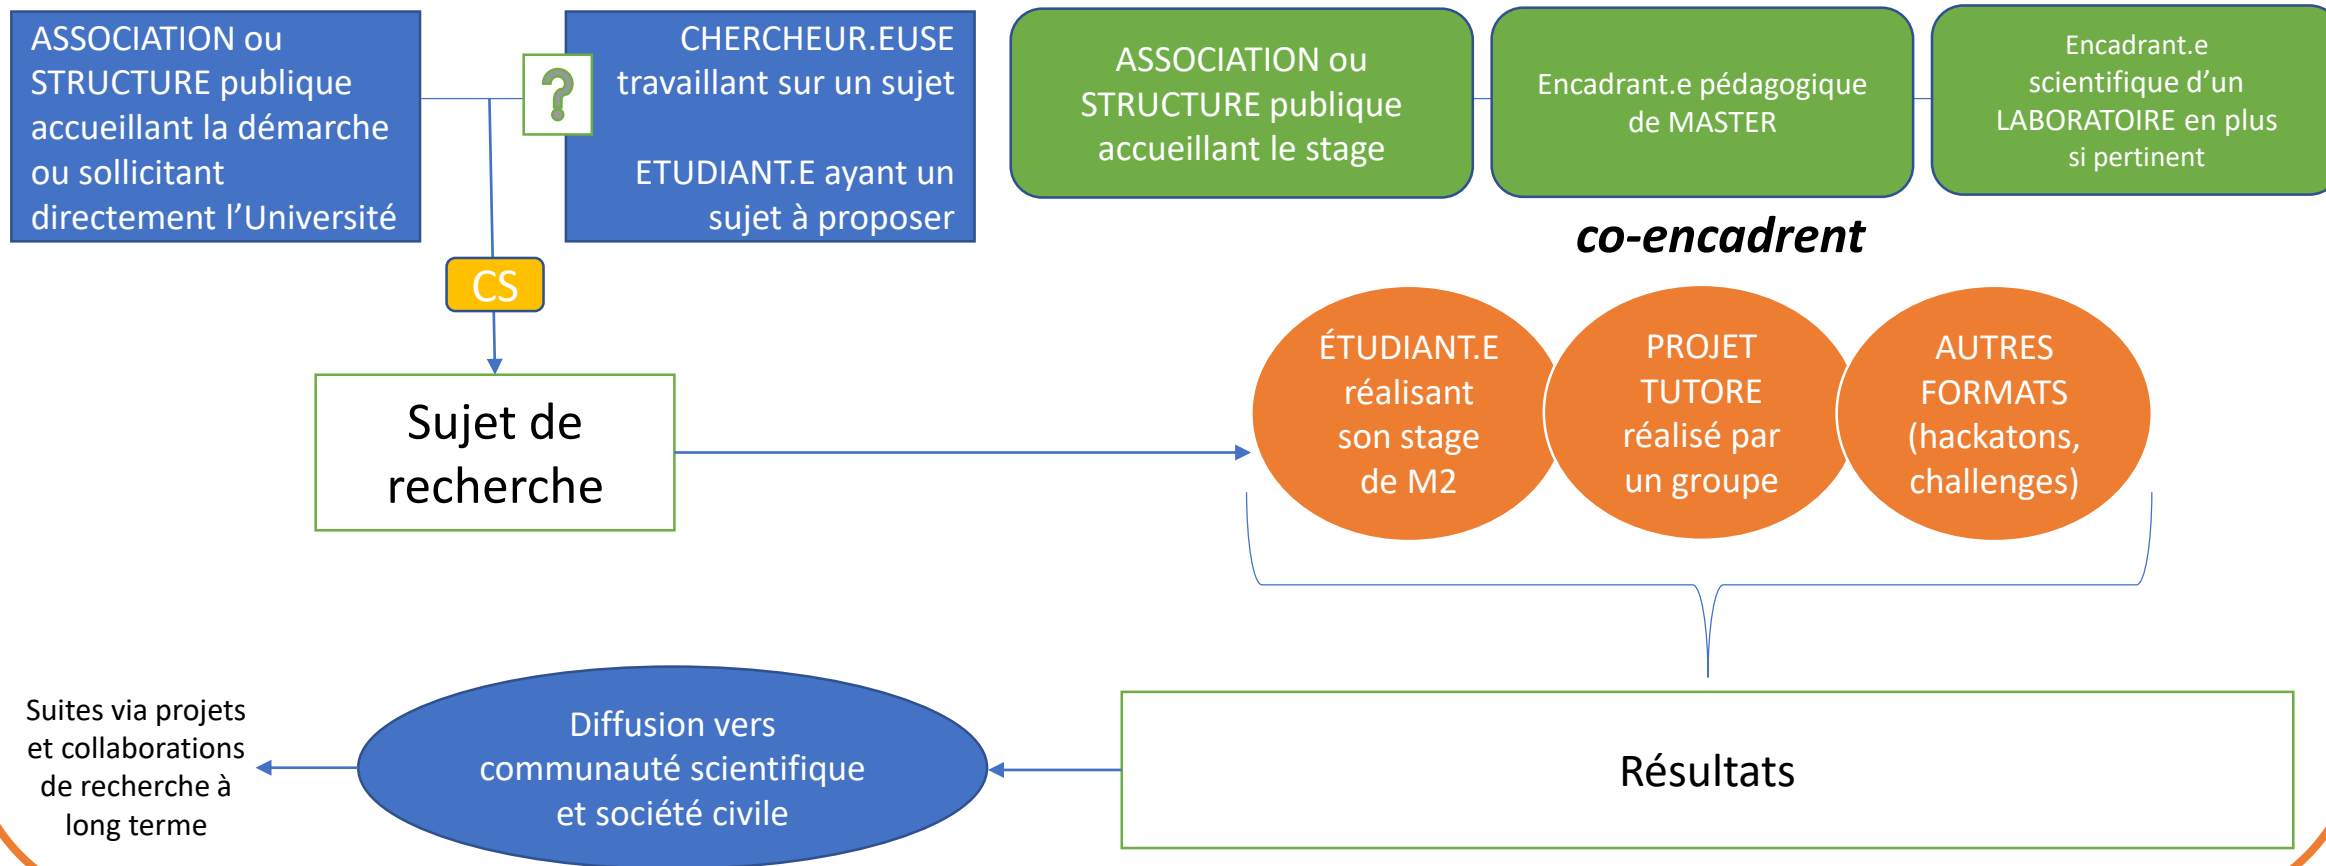 ASSOCIATION ou
STRUCTURE publique
accueillant la démarche
ou sollicitant
directement l’Université
?
CHERCHEUR.EUSE
travaillant sur un sujet
ETUDIANT.E ayant un
sujet à proposer
CS
Sujet de
recherche
ASSOCIATION ou
STRUCTURE publique
accueillant le stage
Encadrant.e pédagogique
de MASTER
Encadrant.e
scientifique d’un
LABORATOIRE en plus
si pertinent
co-encadrent
ÉTUDIANT.E
réalisant
son stage
de M2
PROJET
TUTORE
réalisé par
un groupe
AUTRES
FORMATS
(hackatons,
challenges)
Résultats
Diffusion vers
communauté scientifique
et société civile
Suites via projets
et collaborations
de recherche à
long terme